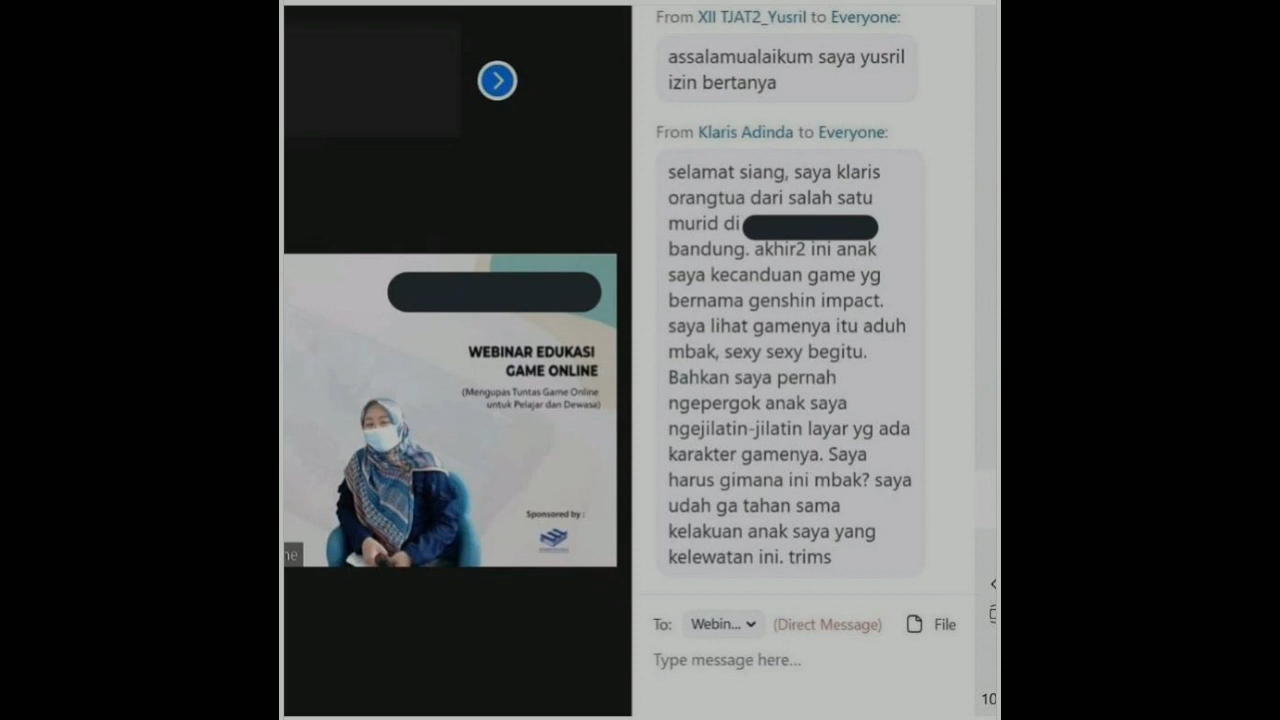 From XII TJAT2_Yusril to Everyone:
assalamualaikum saya yusril
izin bertanya
From Klaris Adinda to Everyone:
selamat siang, saya klaris
orangtua dari salah satu
murid di
bandung. akhir2 ini anak
saya kecanduan game yg
bernama genshin impact.
saya lihat gamenya itu aduh
mbak, sexy sexy begitu.
Bahkan saya pernah
ngepergok anak saya
ngejilatin-jilatin layar yg ada
karakter gamenya. Saya
harus gimana ini mbak? saya
udah ga tahan sama
kelakuan anak saya yang
kelewatan ini. trims
To: Webin... (Direct Message) File
Type message here...
10
WEBINAR EDUKASI
GAME ONLINE
(Mengupas Tuntas Game Online
untuk Pelajar dan Dewasa)
Sponsored by :